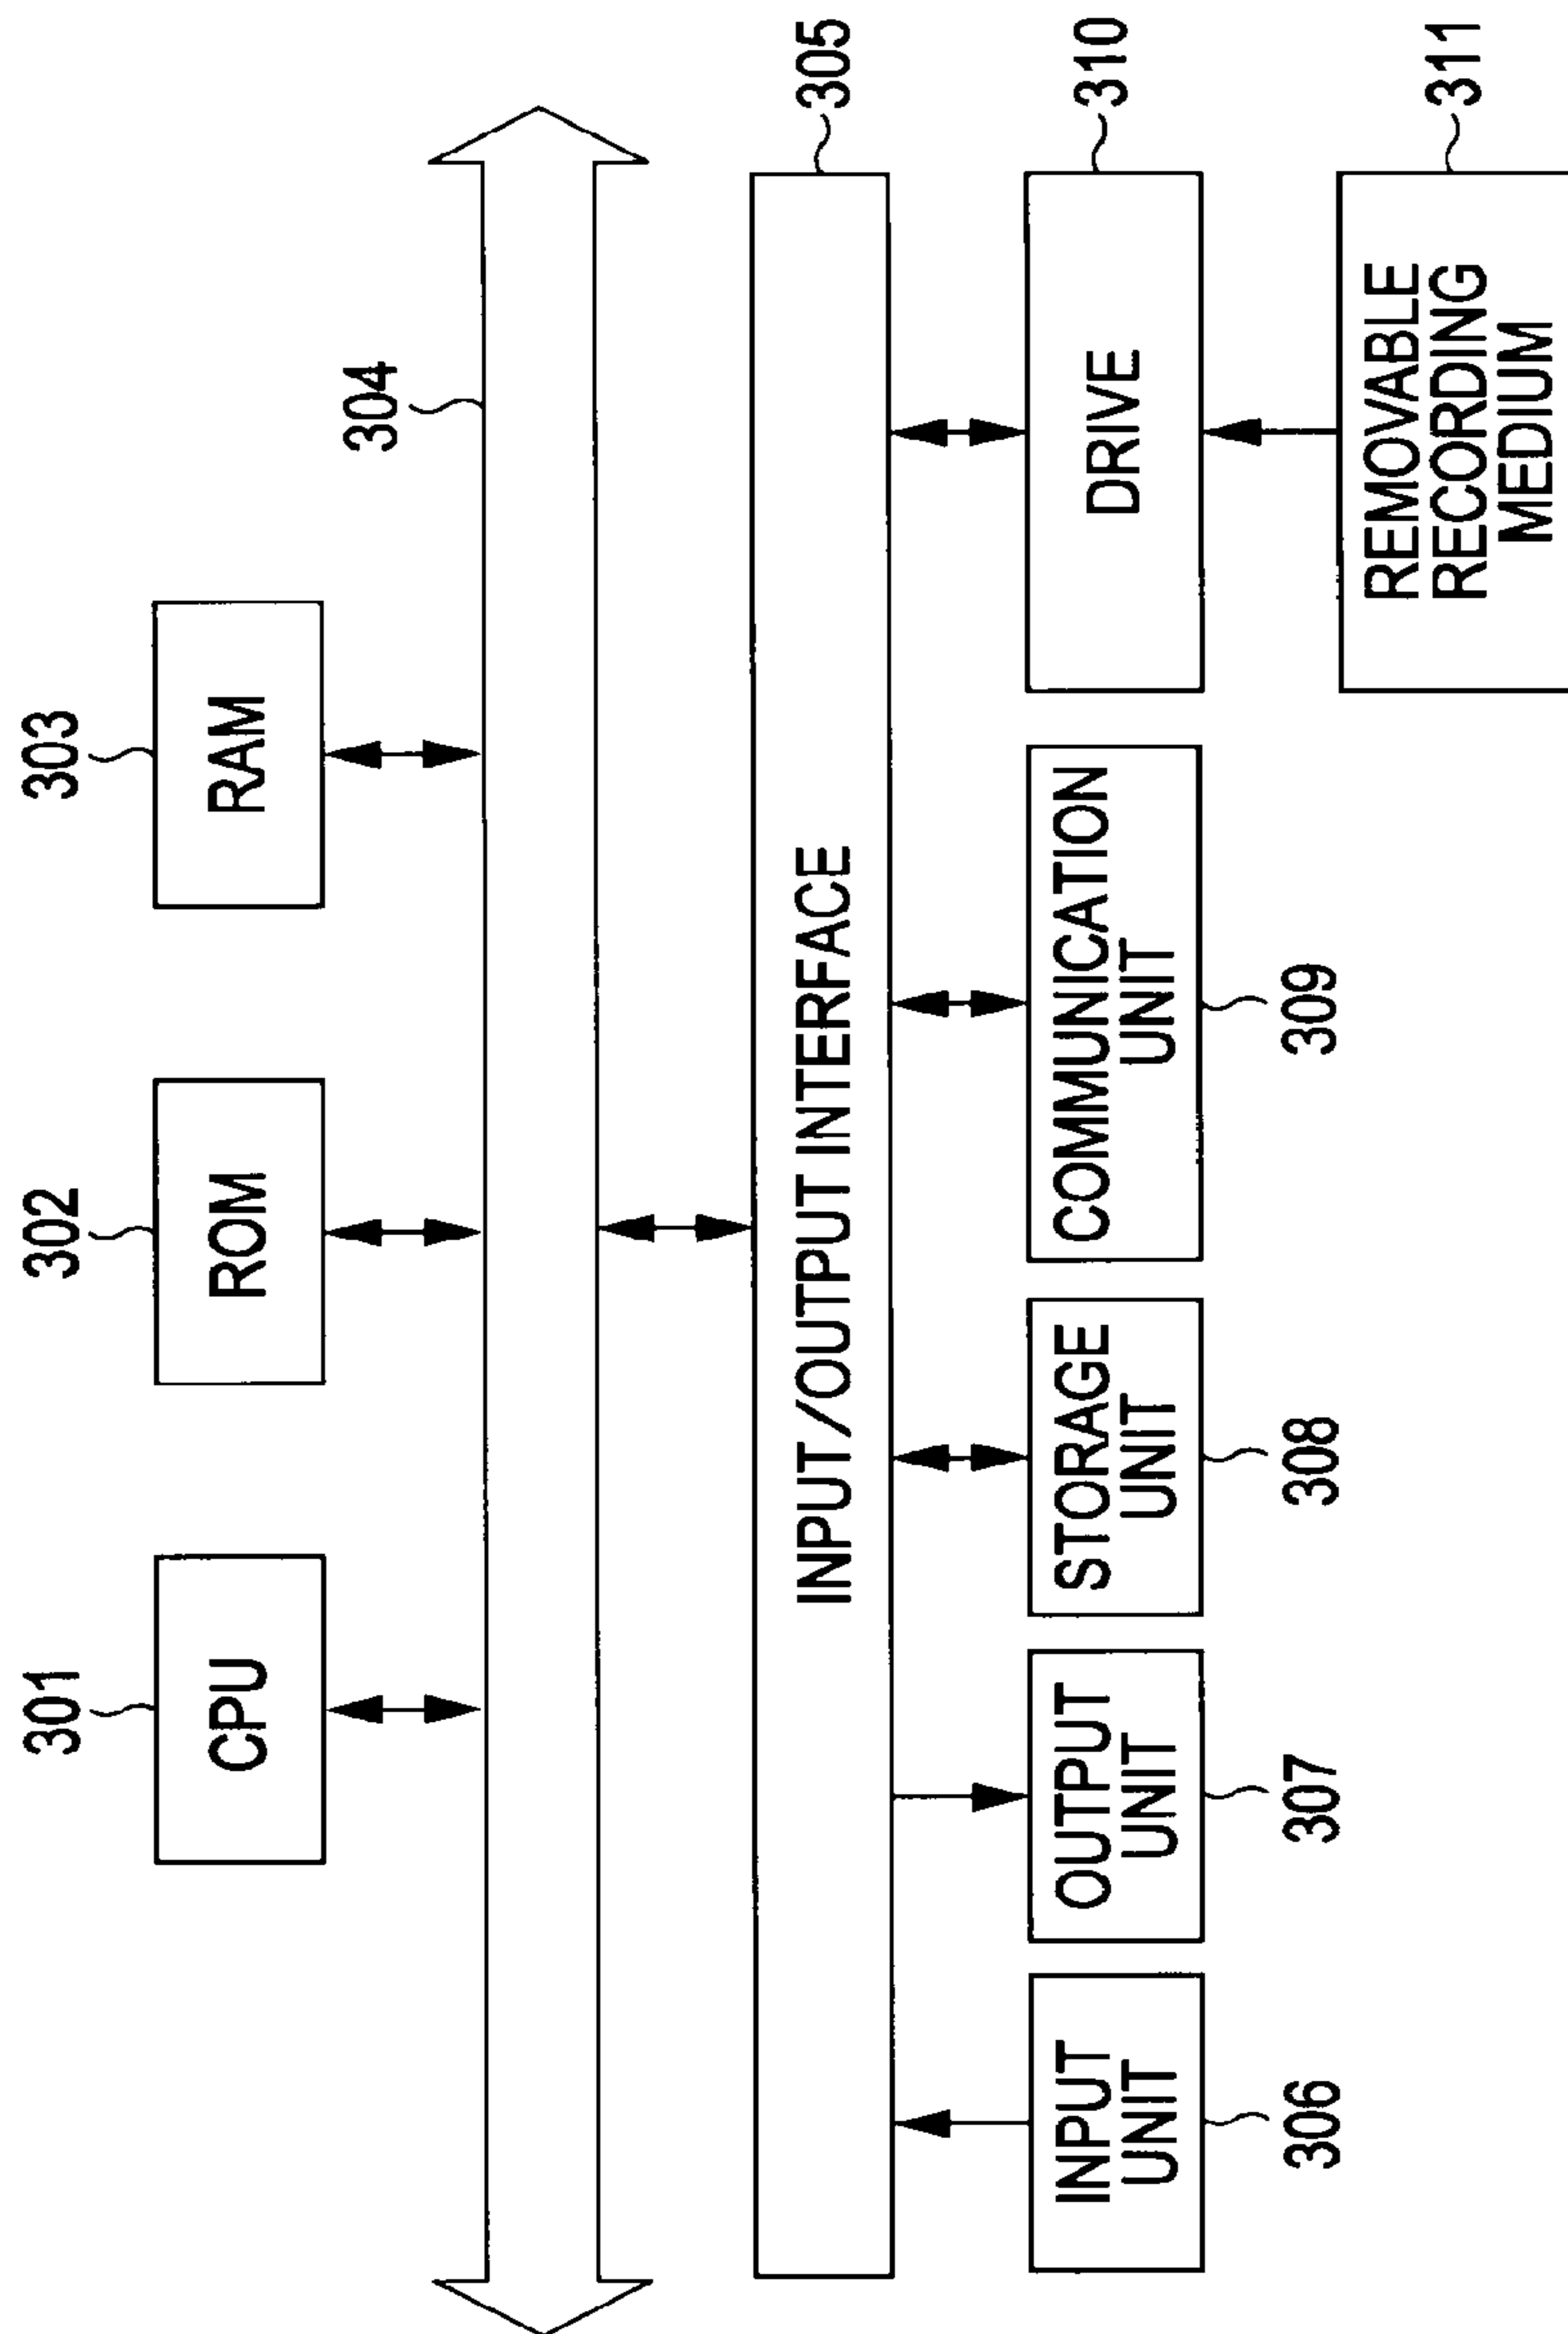 301
302
303
CPU
ROM
RAM
304
INPUT/OUTPUT INTERFACE
305
INPUT
UNIT
OUTPUT
UNIT
STORAGE
UNIT
COMMUNICATION
UNIT
DRIVE
310
306
307
308
309
REMOVABLE
RECORDING
MEDIUM
311